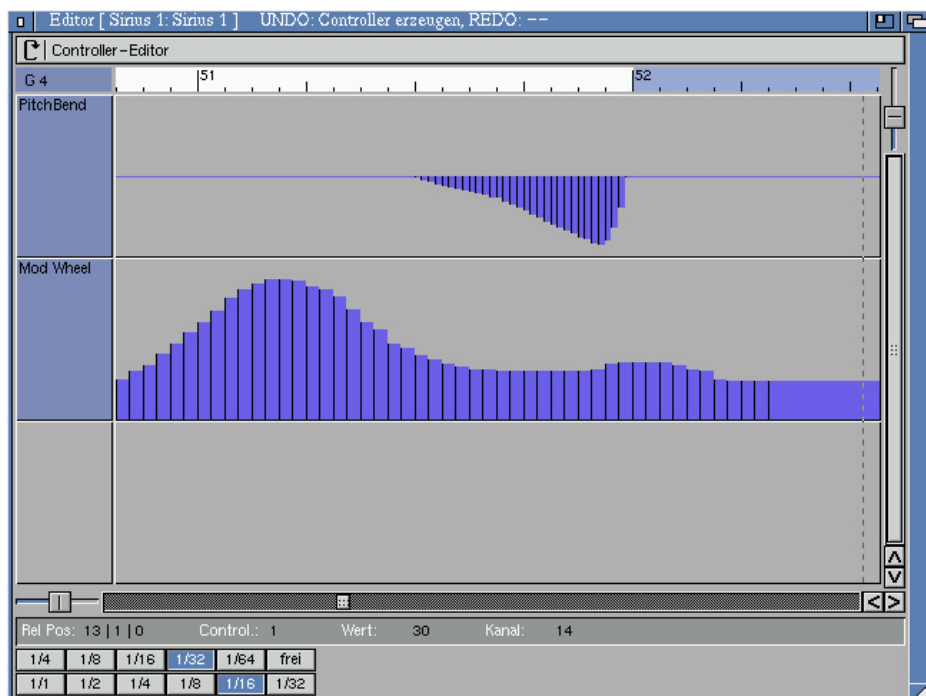 Editor [ Sirius 1: Sirius 1 ] UNDO: Controller erzeugen, REDO: --
Controller-Editor
G 4 51 52
PitchBend
Mod Wheel
Rel Pos: 13 | 1 | 0 Control.: 1 Wert: 30 Kanal: 14
1/4 1/8 1/16 1/32 1/64 frei
1/1 1/2 1/4 1/8 1/16 1/32